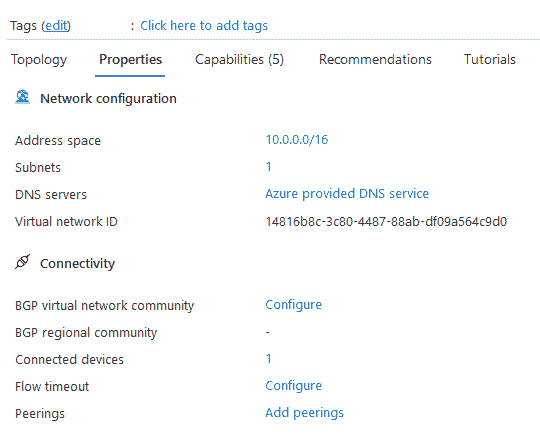 Tags (edit) : Click here to add tags
Topology Properties Capabilities (5) Recommendations Tutorials
Network configuration
Address space 10.0.0.0/16
Subnets 1
DNS servers Azure provided DNS service
Virtual network ID 14816b8c-3c80-4487-88ab-df09a564c9d0
Connectivity
BGP virtual network community Configure
BGP regional community -
Connected devices 1
Flow timeout Configure
Peerings Add peerings